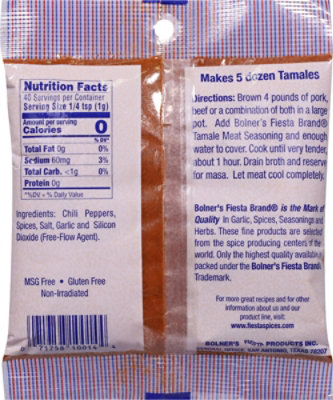 Nutrition Facts
40 Servings per Container
Serving Size 1/4 tsp (1g)
Amount per serving
Calories 0
% DV*
Total Fat 0g 0%
Sodium 60mg 3%
Total Carb. <1g 0%
Protein 0g
*%DV = % Daily Value
Ingredients: Chili Peppers,
Spices, Salt, Garlic and Silicon
Dioxide (Free-Flow Agent).
MSG Free • Gluten Free
Non-Irradiated
0 71758 10014 4
Makes 5 dozen Tamales
Directions: Brown 4 pounds of pork,
beef or a combination of both in a large
pot. Add Bolner's Fiesta Brand®
Tamale Meat Seasoning and enough
water to cover. Cook until very tender,
about 1 hour. Drain broth and reserve
for masa. Let meat cool completely.
Bolner's Fiesta Brand® is the Mark of
Quality In Garlic, Spices, Seasonings and
Herbs. These fine products are selected
from the spice producing centers of the
world. Only the highest quality available is
packed under the Bolner's Fiesta Brand®
Trademark.
For more great recipes and for other
information about us and our
product line, visit:
www.fiestaspices.com
BOLNER'S FIESTA PRODUCTS INC.
GENERAL OFFICE, SAN ANTONIO, TEXAS 78207